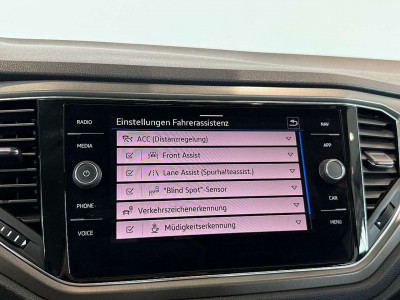 Einstellungen Fahrerassistenz
RADIO
MEDIA
PHONE
VOICE
ACC (Distanzregelung)
Front Assist
Lane Assist (Spurhalteassist.)
"Blind Spot"-Sensor
Verkehrszeichenerkennung
Müdigkeitserkennung
NAV
APP
CAR
MENU